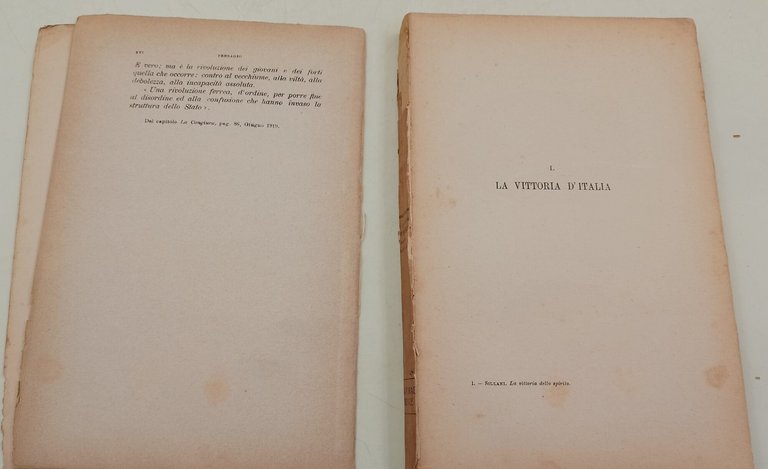 XVI PRESAGIO
E vero; ma è la rivoluzione dei giovani e dei forti
quella che occorre: contro al vecchiume, alla viltà, alla
debolezza, alla incapacità assoluta.
« Una rivoluzione ferrea, d'ordine, per porre fine
al disordine ed alla confusione che hanno invaso la
struttura dello Stato ».
Dal capitolo La Congiura, pag. 86, Giugno 1919.
I.
LA VITTORIA D'ITALIA
1. — SILLANI. La vittoria dello spirito.